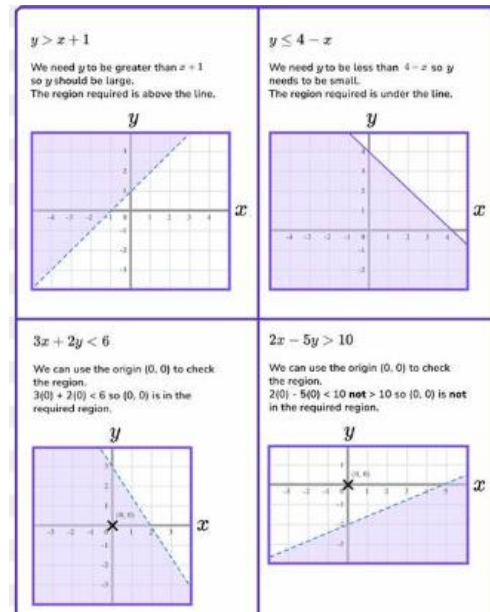 y > x + 1
We need y to be greater than x + 1
so y should be large.
The region required is above the line.
y
x
y ≤ 4 − x
We need y to be less than 4 − x so y
needs to be small.
The region required is under the line.
y
x
3x + 2y < 6
We can use the origin (0, 0) to check
the region.
3(0) + 2(0) < 6 so (0, 0) is in the
required region.
y
(0, 0)
x
2x − 5y > 10
We can use the origin (0, 0) to check
the region.
2(0) - 5(0) < 10 not > 10 so (0, 0) is not
in the required region.
y
(0, 0)
x